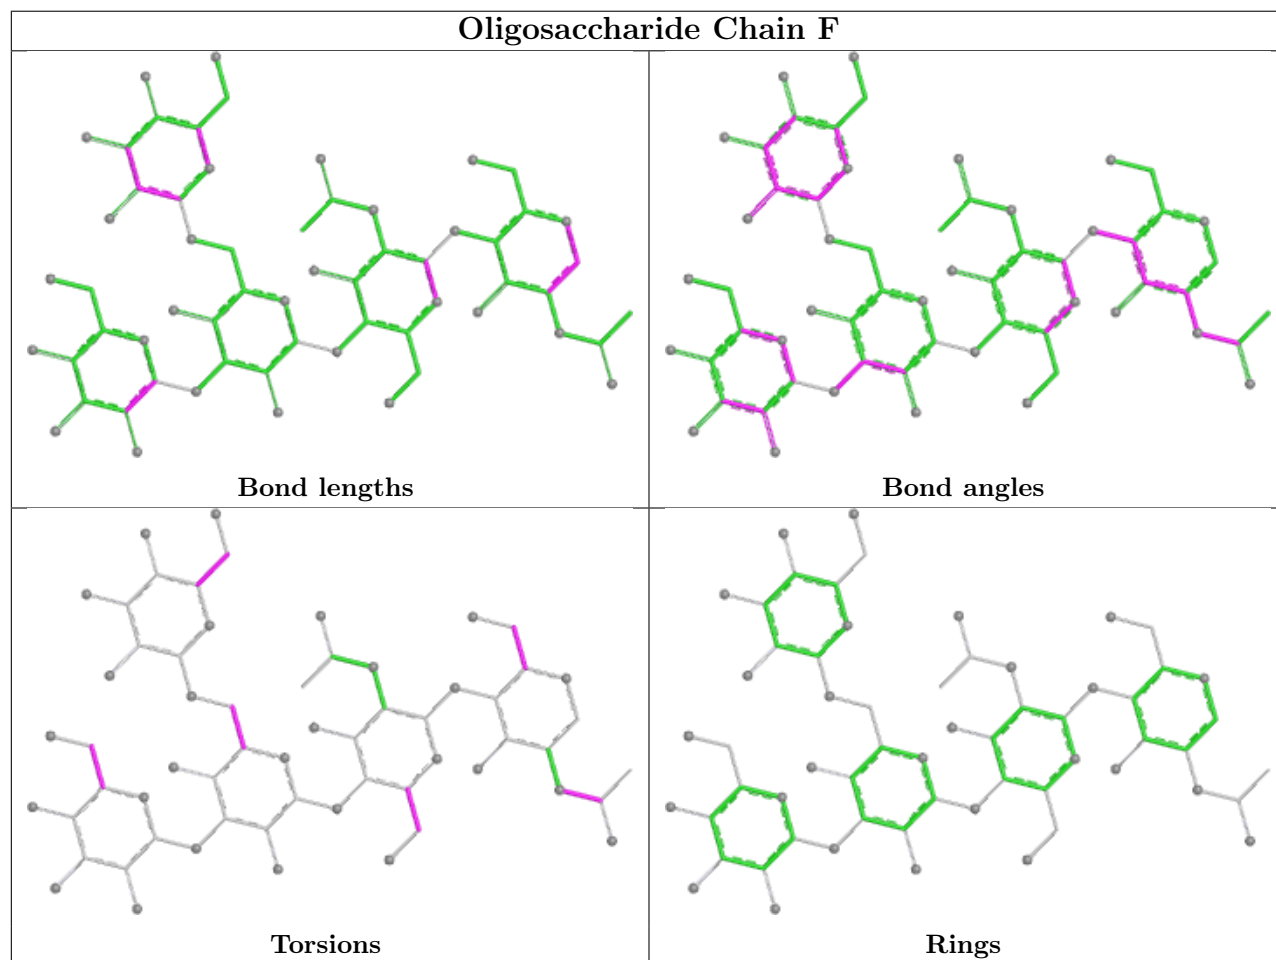 Oligosaccharide Chain F
Bond lengths
Bond angles
Torsions
Rings